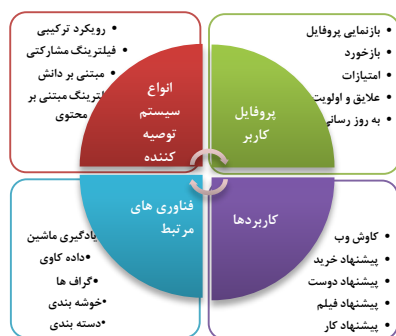 بازنمایی پروفایل
بازخورد
امتیازات
علایق و اولویت
به روز رسانی
پروفایل
کاربر
رویکرد ترکیبی
فیلترینگ مشارکتی
مبتنی بر دانش
لترینگ مبتنی بر
محتوی
انواع
سیستم
توصیه
کننده
کاربردها
کاوش وب
پیشنهاد خرید
پیشنهاد دوست
پیشنهاد فیلم
پیشنهاد کار
فناوری های
مرتبط
یادگیری ماشین
داده کاوی
گراف ها
خوشه بندی
دسته بندی